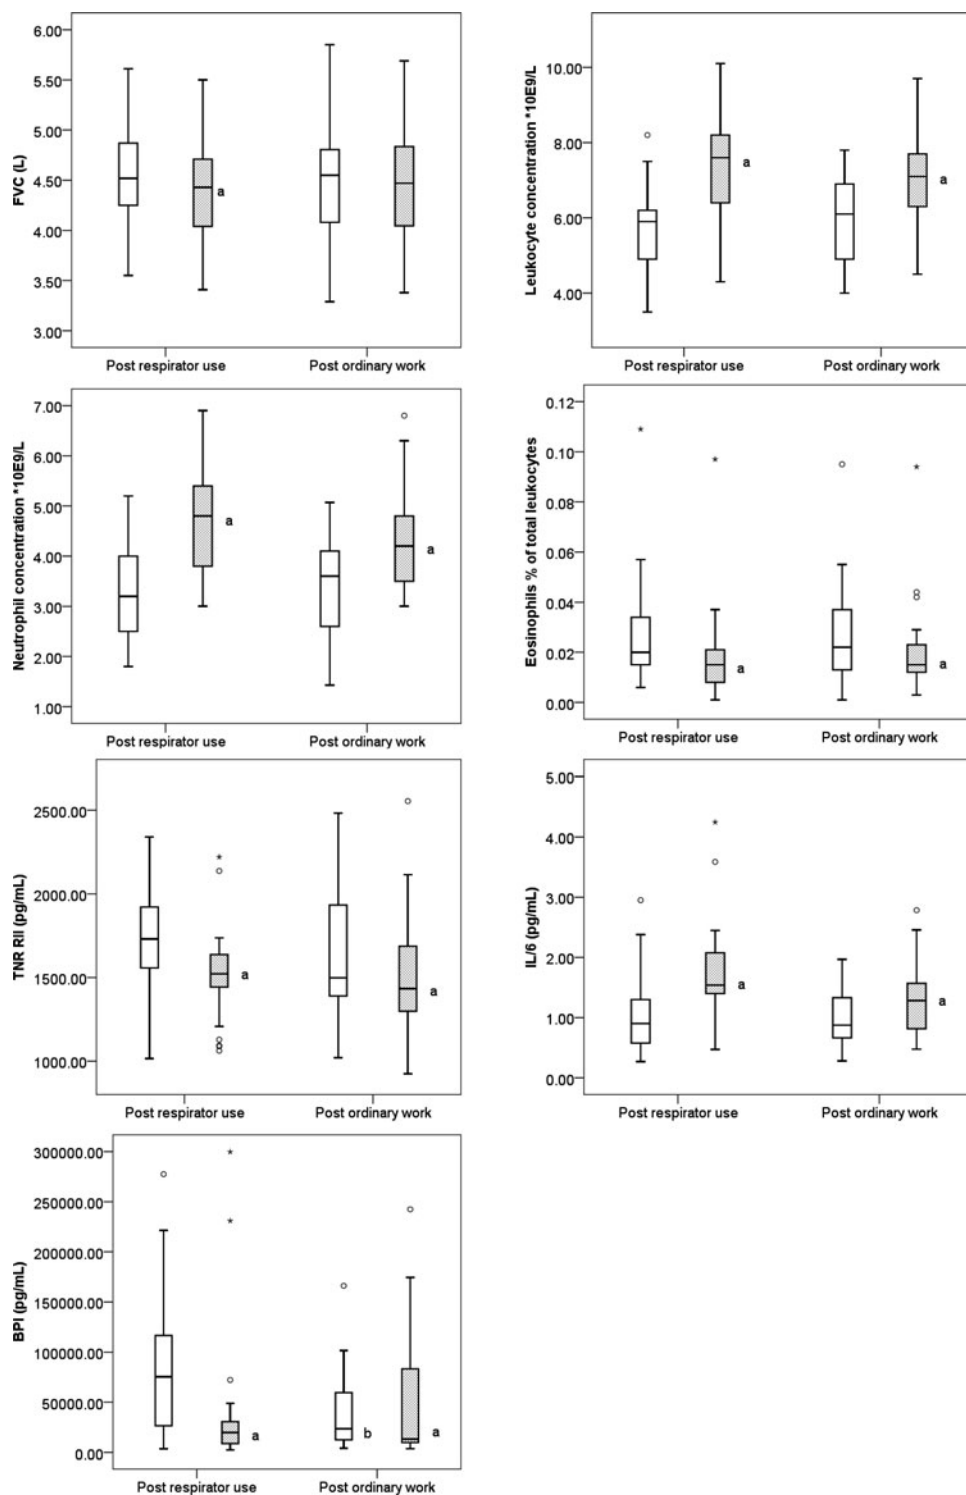 FVC (L)
6.00
5.50
5.00
4.50
4.00
3.50
3.00
a
Post respirator use
Post ordinary work
Leukocyte concentration *10E9/L
10.00
8.00
6.00
4.00
a
a
Post respirator use
Post ordinary work
Neutrophil concentration *10E9/L
7.00
6.00
5.00
4.00
3.00
2.00
1.00
a
a
Post respirator use
Post ordinary work
Eosinophils % of total leukocytes
0.12
0.10
0.08
0.06
0.04
0.02
0.00
a
a
Post respirator use
Post ordinary work
TNR RII (pg/mL)
2500.00
2000.00
1500.00
1000.00
a
a
Post respirator use
Post ordinary work
IL/6 (pg/mL)
5.00
4.00
3.00
2.00
1.00
0.00
a
a
Post respirator use
Post ordinary work
BPI (pg/mL)
300000.00
250000.00
200000.00
150000.00
100000.00
50000.00
0.00
a
b
a
Post respirator use
Post ordinary work